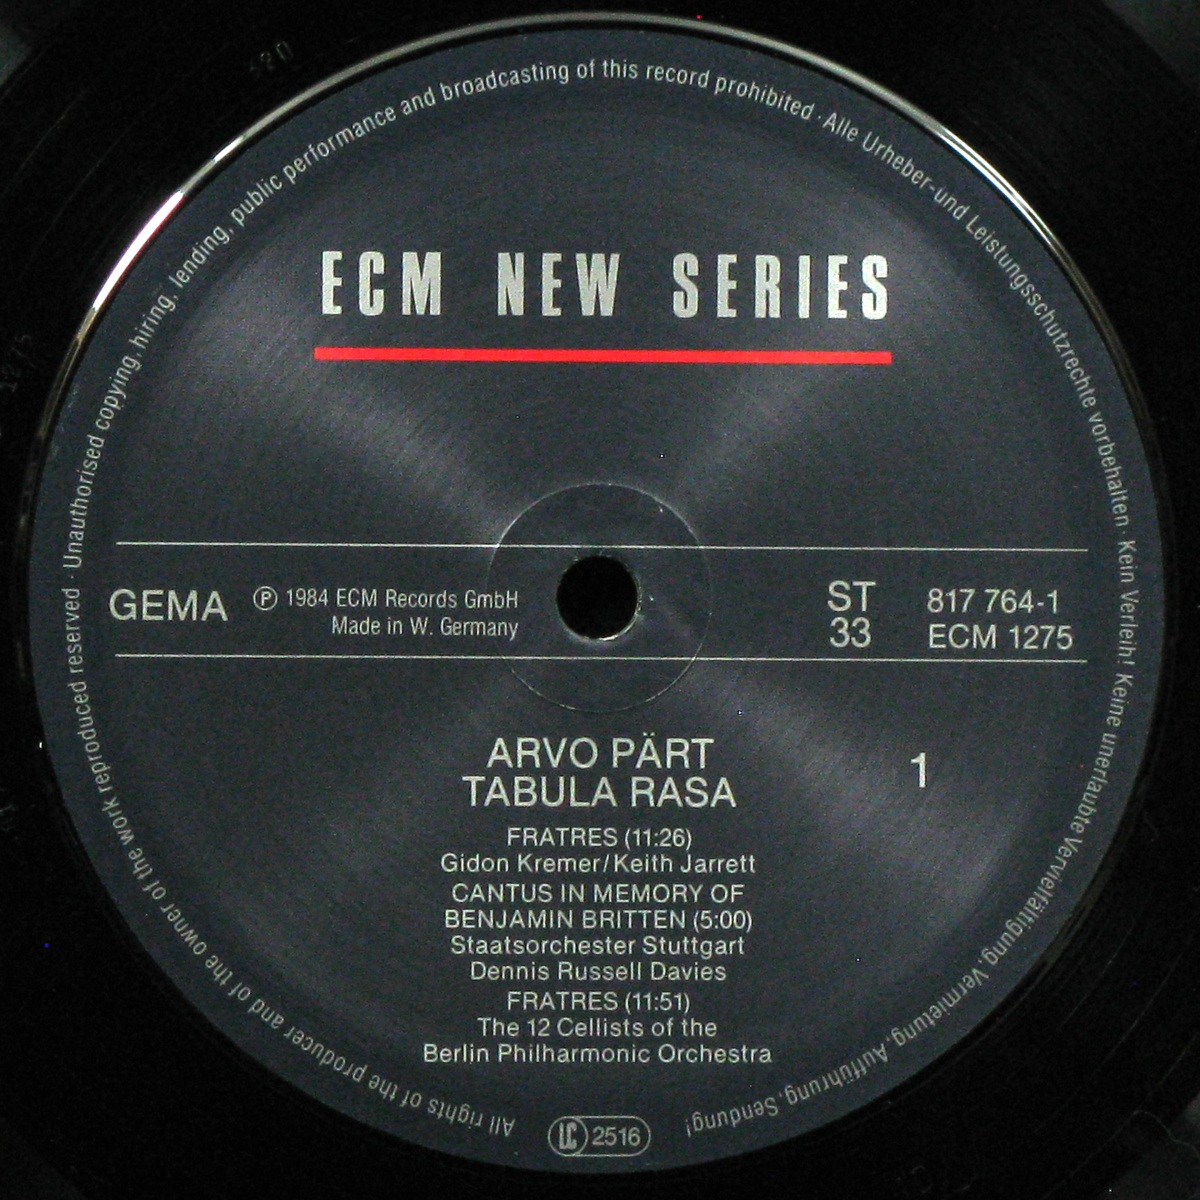 All rights of the producer and of the owner of the work reproduced reserved · Unauthorised copying, hiring, lending, public performance and broadcasting of this record prohibited · Alle Urheber-und Leistungsschutzrechte vorbehalten · Kein Verleih! Keine unerlaubte Vervielfältigung, Vermietung, Aufführung, Sendung!
ECM NEW SERIES
GEMA
Ⓟ 1984 ECM Records GmbH
Made in W. Germany
ST
33
817 764-1
ECM 1275
ARVO PÄRT
TABULA RASA
1
FRATRES (11:26)
Gidon Kremer/Keith Jarrett
CANTUS IN MEMORY OF
BENJAMIN BRITTEN (5:00)
Staatsorchester Stuttgart
Dennis Russell Davies
FRATRES (11:51)
The 12 Cellists of the
Berlin Philharmonic Orchestra
LC 2516